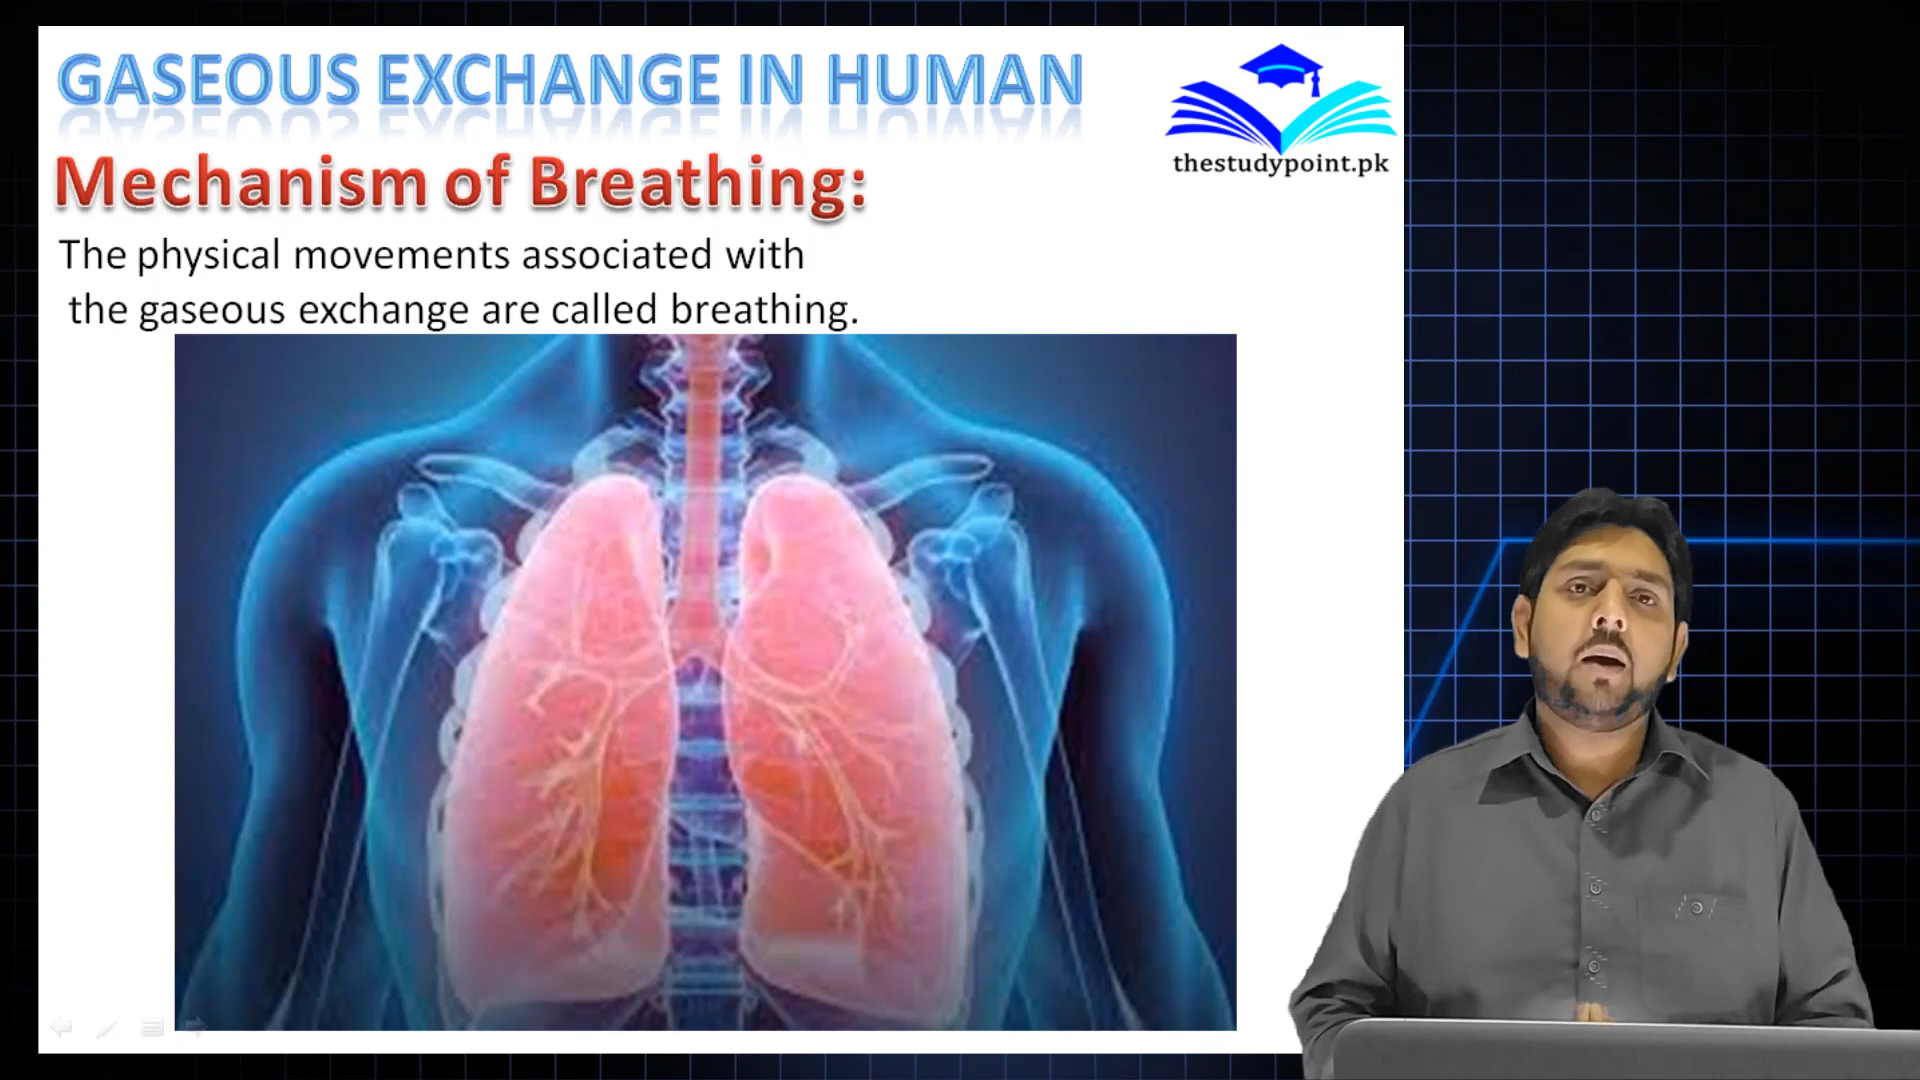 GASEOUS EXCHANGE IN HUMAN
thestudypoint.pk
Mechanism of Breathing:
The physical movements associated with
the gaseous exchange are called breathing.